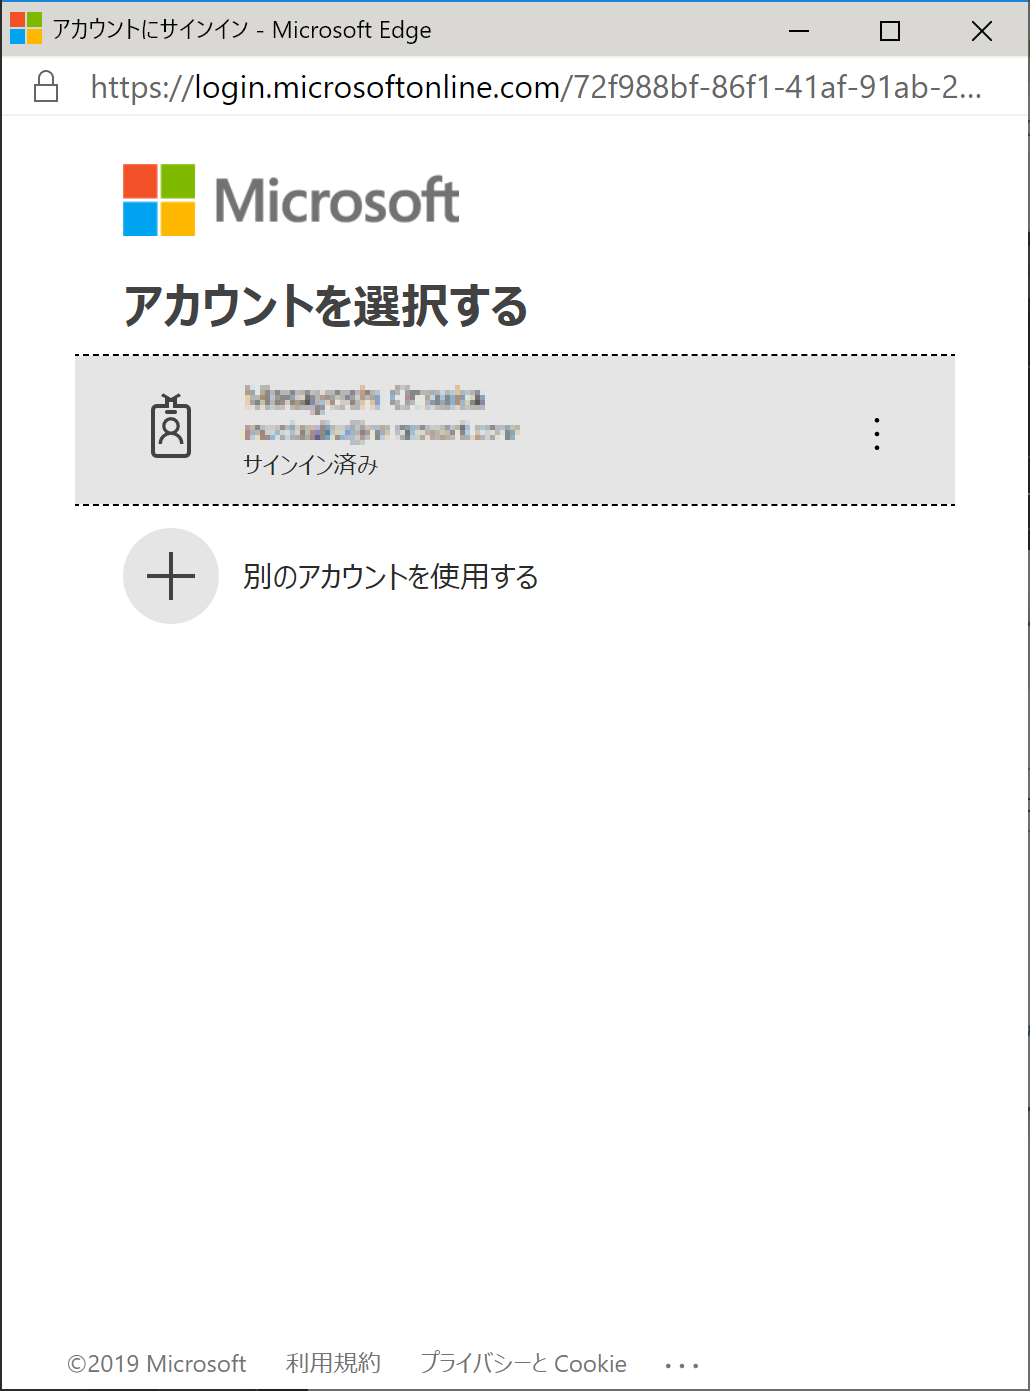 アカウントにサインイン - Microsoft Edge
https://login.microsoftonline.com/72f988bf-86f1-41af-91ab-2...
Microsoft
アカウントを選択する
サインイン済み
別のアカウントを使用する
©2019 Microsoft 利用規約 プライバシーと Cookie ...